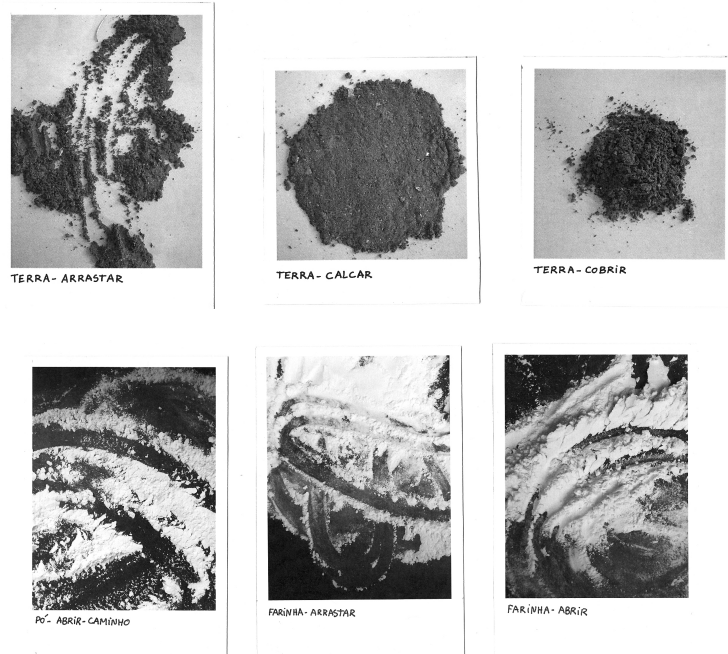 TERRA- ARRASTAR
TERRA- CALCAR
TERRA- COBRIR
PÓ- ABRIR-CAMINHO
FARINHA- ARRASTAR
FARINHA- ABRIR